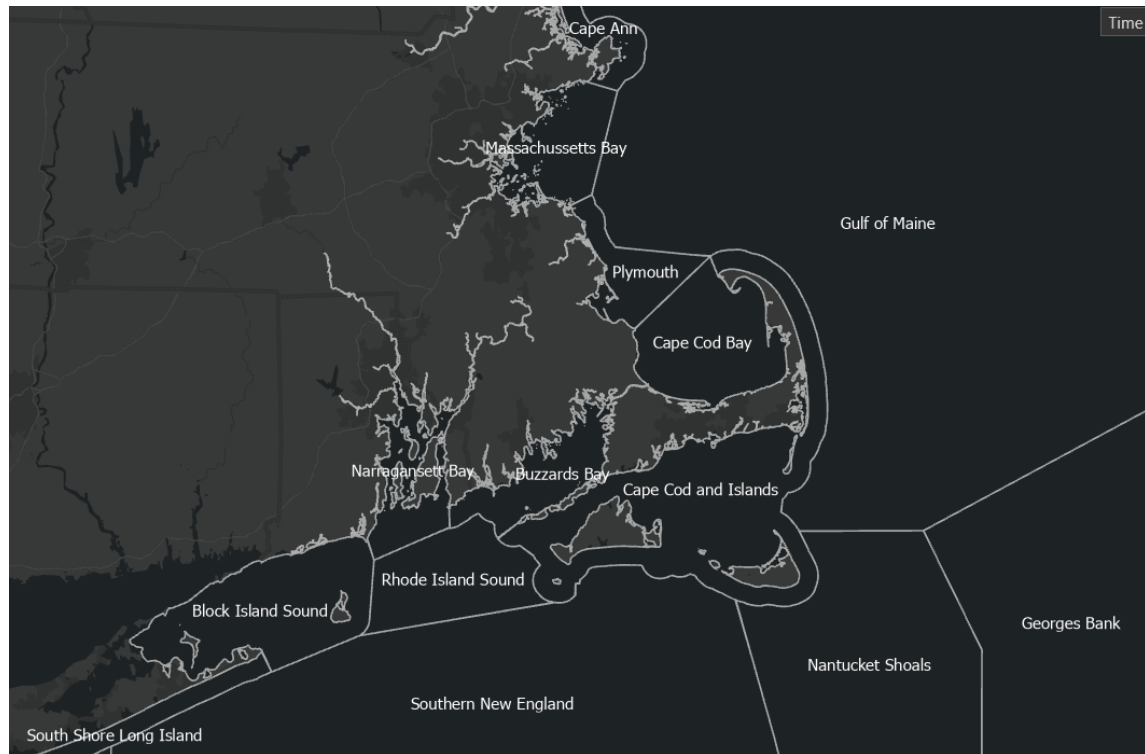 Cape Ann
Time
Massachussetts Bay
Gulf of Maine
Plymouth
Cape Cod Bay
Narragansett Bay
Buzzards Bay
Cape Cod and Islands
Rhode Island Sound
Block Island Sound
Georges Bank
Nantucket Shoals
Southern New England
South Shore Long Island